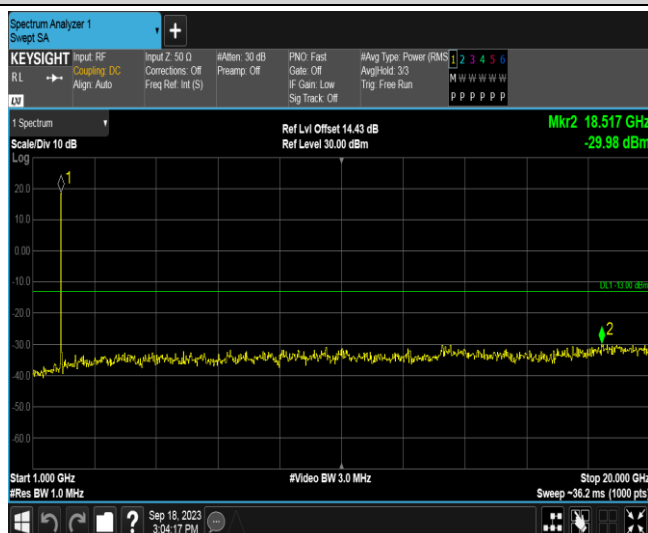 Spectrum Analyzer 1
Swept SA
+
KEYSIGHT
RL
LXI
Input: RF
Coupling: DC
Align: Auto
Input Z: 50 Ω
Corrections: Off
Freq Ref: Int (S)
#Atten: 30 dB
Preamp: Off
PNO: Fast
Gate: Off
IF Gain: Low
Sig Track: Off
#Avg Type: Power (RMS
Avg|Hold: 3/3
Trig: Free Run
1 2 3 4 5 6
M W W W W W
P P P P P P
1 Spectrum
Scale/Div 10 dB
Log
Ref Lvl Offset 14.43 dB
Ref Level 30.00 dBm
Mkr2 18.517 GHz
-29.98 dBm
1
20.0
10.0
0.00
-10.0
DL1 -13.00 dBm
-20.0
2
-30.0
-40.0
-50.0
-60.0
Start 1.000 GHz
#Video BW 3.0 MHz
Stop 20.000 GHz
#Res BW 1.0 MHz
Sweep ~36.2 ms (1000 pts)
?
Sep 18, 2023
3:04:17 PM